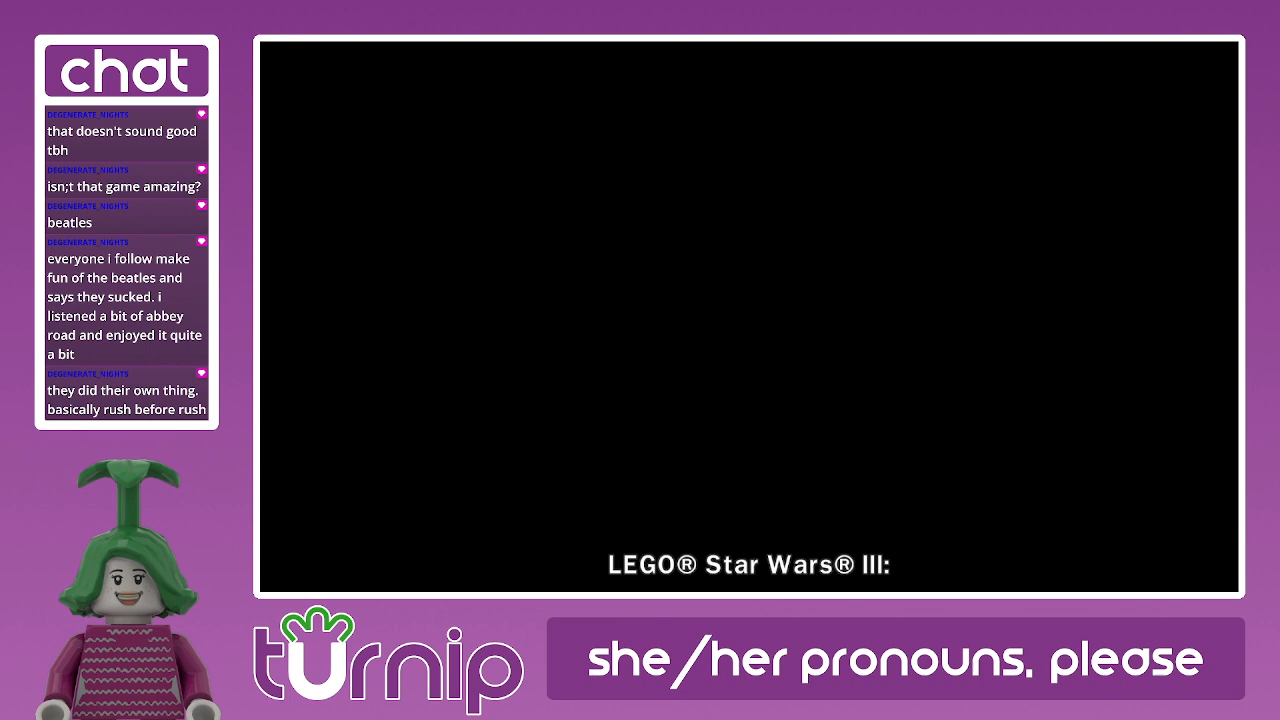 chat
DEGENERATE_NIGHTS
that doesn't sound good
tbh
DEGENERATE_NIGHTS
isn;t that game amazing?
DEGENERATE_NIGHTS
beatles
DEGENERATE_NIGHTS
everyone i follow make
fun of the beatles and
says they sucked. i
listened a bit of abbey
road and enjoyed it quite
a bit
DEGENERATE_NIGHTS
they did their own thing.
basically rush before rush
LEGO® Star Wars® III:
turnip
she/her pronouns, please